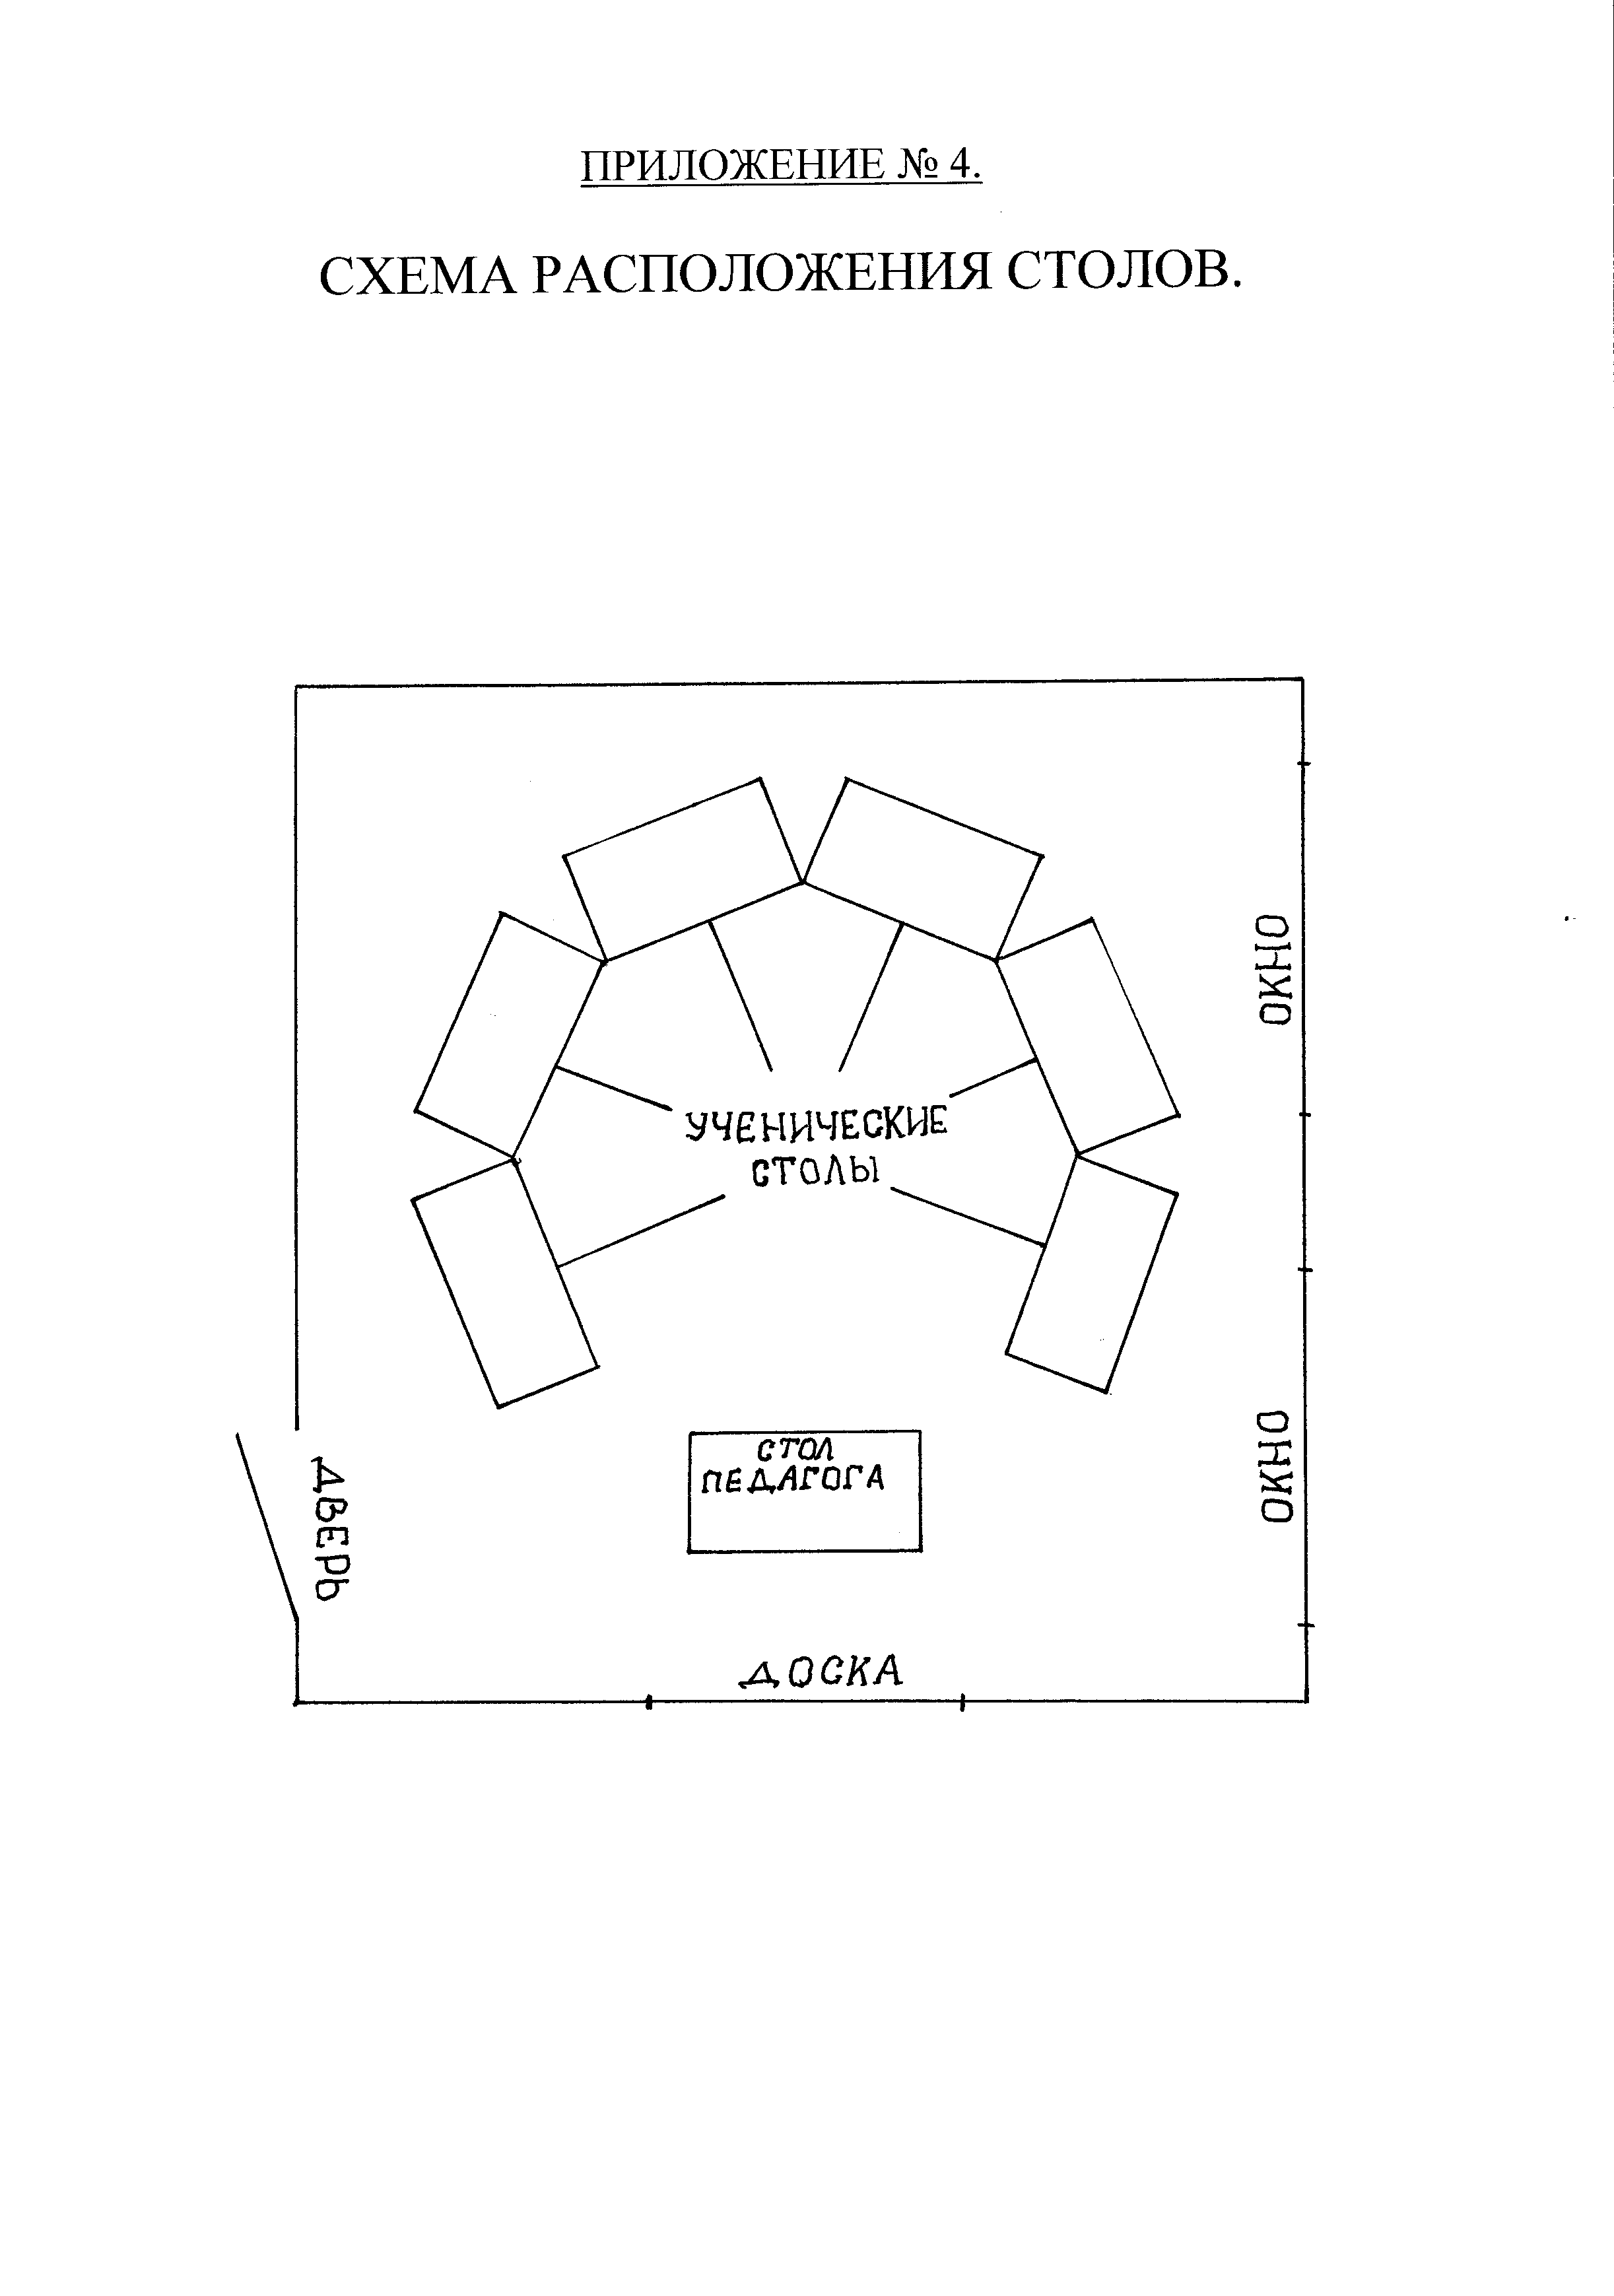 ПРИЛОЖЕНИЕ № 4.
СХЕМА РАСПОЛОЖЕНИЯ СТОЛОВ.
ОКНО
УЧЕНИЧЕСКИЕ
СТОЛЫ
СТОЛ
ПЕДАГОГА
ОКНО
ДВЕРЬ
ДОСКА